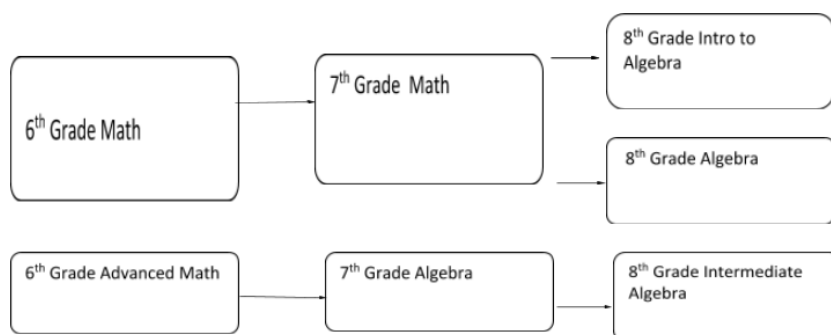 8th Grade Intro to
Algebra
7th Grade Math
6th Grade Math
8th Grade Algebra
6th Grade Advanced Math
7th Grade Algebra
8th Grade Intermediate
Algebra